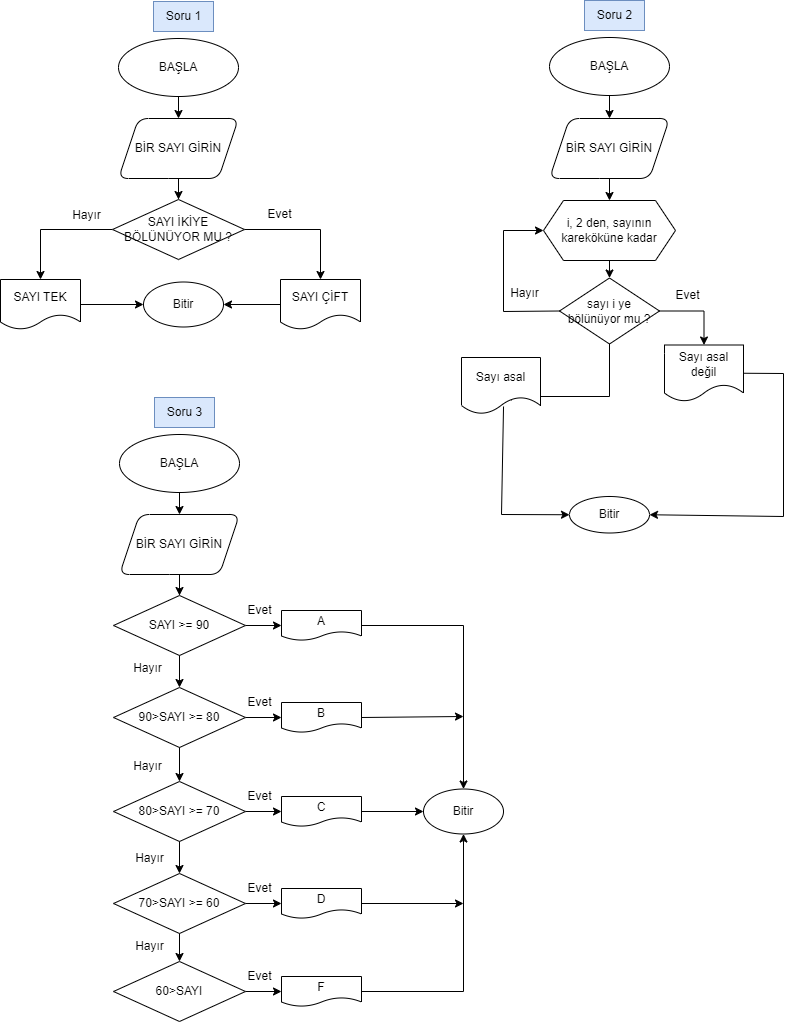 Soru 1
BAŞLA
BİR SAYI GİRİN
SAYI İKİYE
BÖLÜNÜYOR MU ?
Hayır
Evet
SAYI TEK
Bitir
SAYI ÇİFT
Soru 2
BAŞLA
BİR SAYI GİRİN
i, 2 den, sayının
kareköküne kadar
Hayır
sayı i ye
bölünüyor mu ?
Evet
Sayı asal
Sayı asal
değil
Bitir
Soru 3
BAŞLA
BİR SAYI GİRİN
SAYI >= 90
Evet
A
Hayır
90>SAYI >= 80
Evet
B
Hayır
80>SAYI >= 70
Evet
C
Bitir
Hayır
70>SAYI >= 60
Evet
D
Hayır
60>SAYI
Evet
F